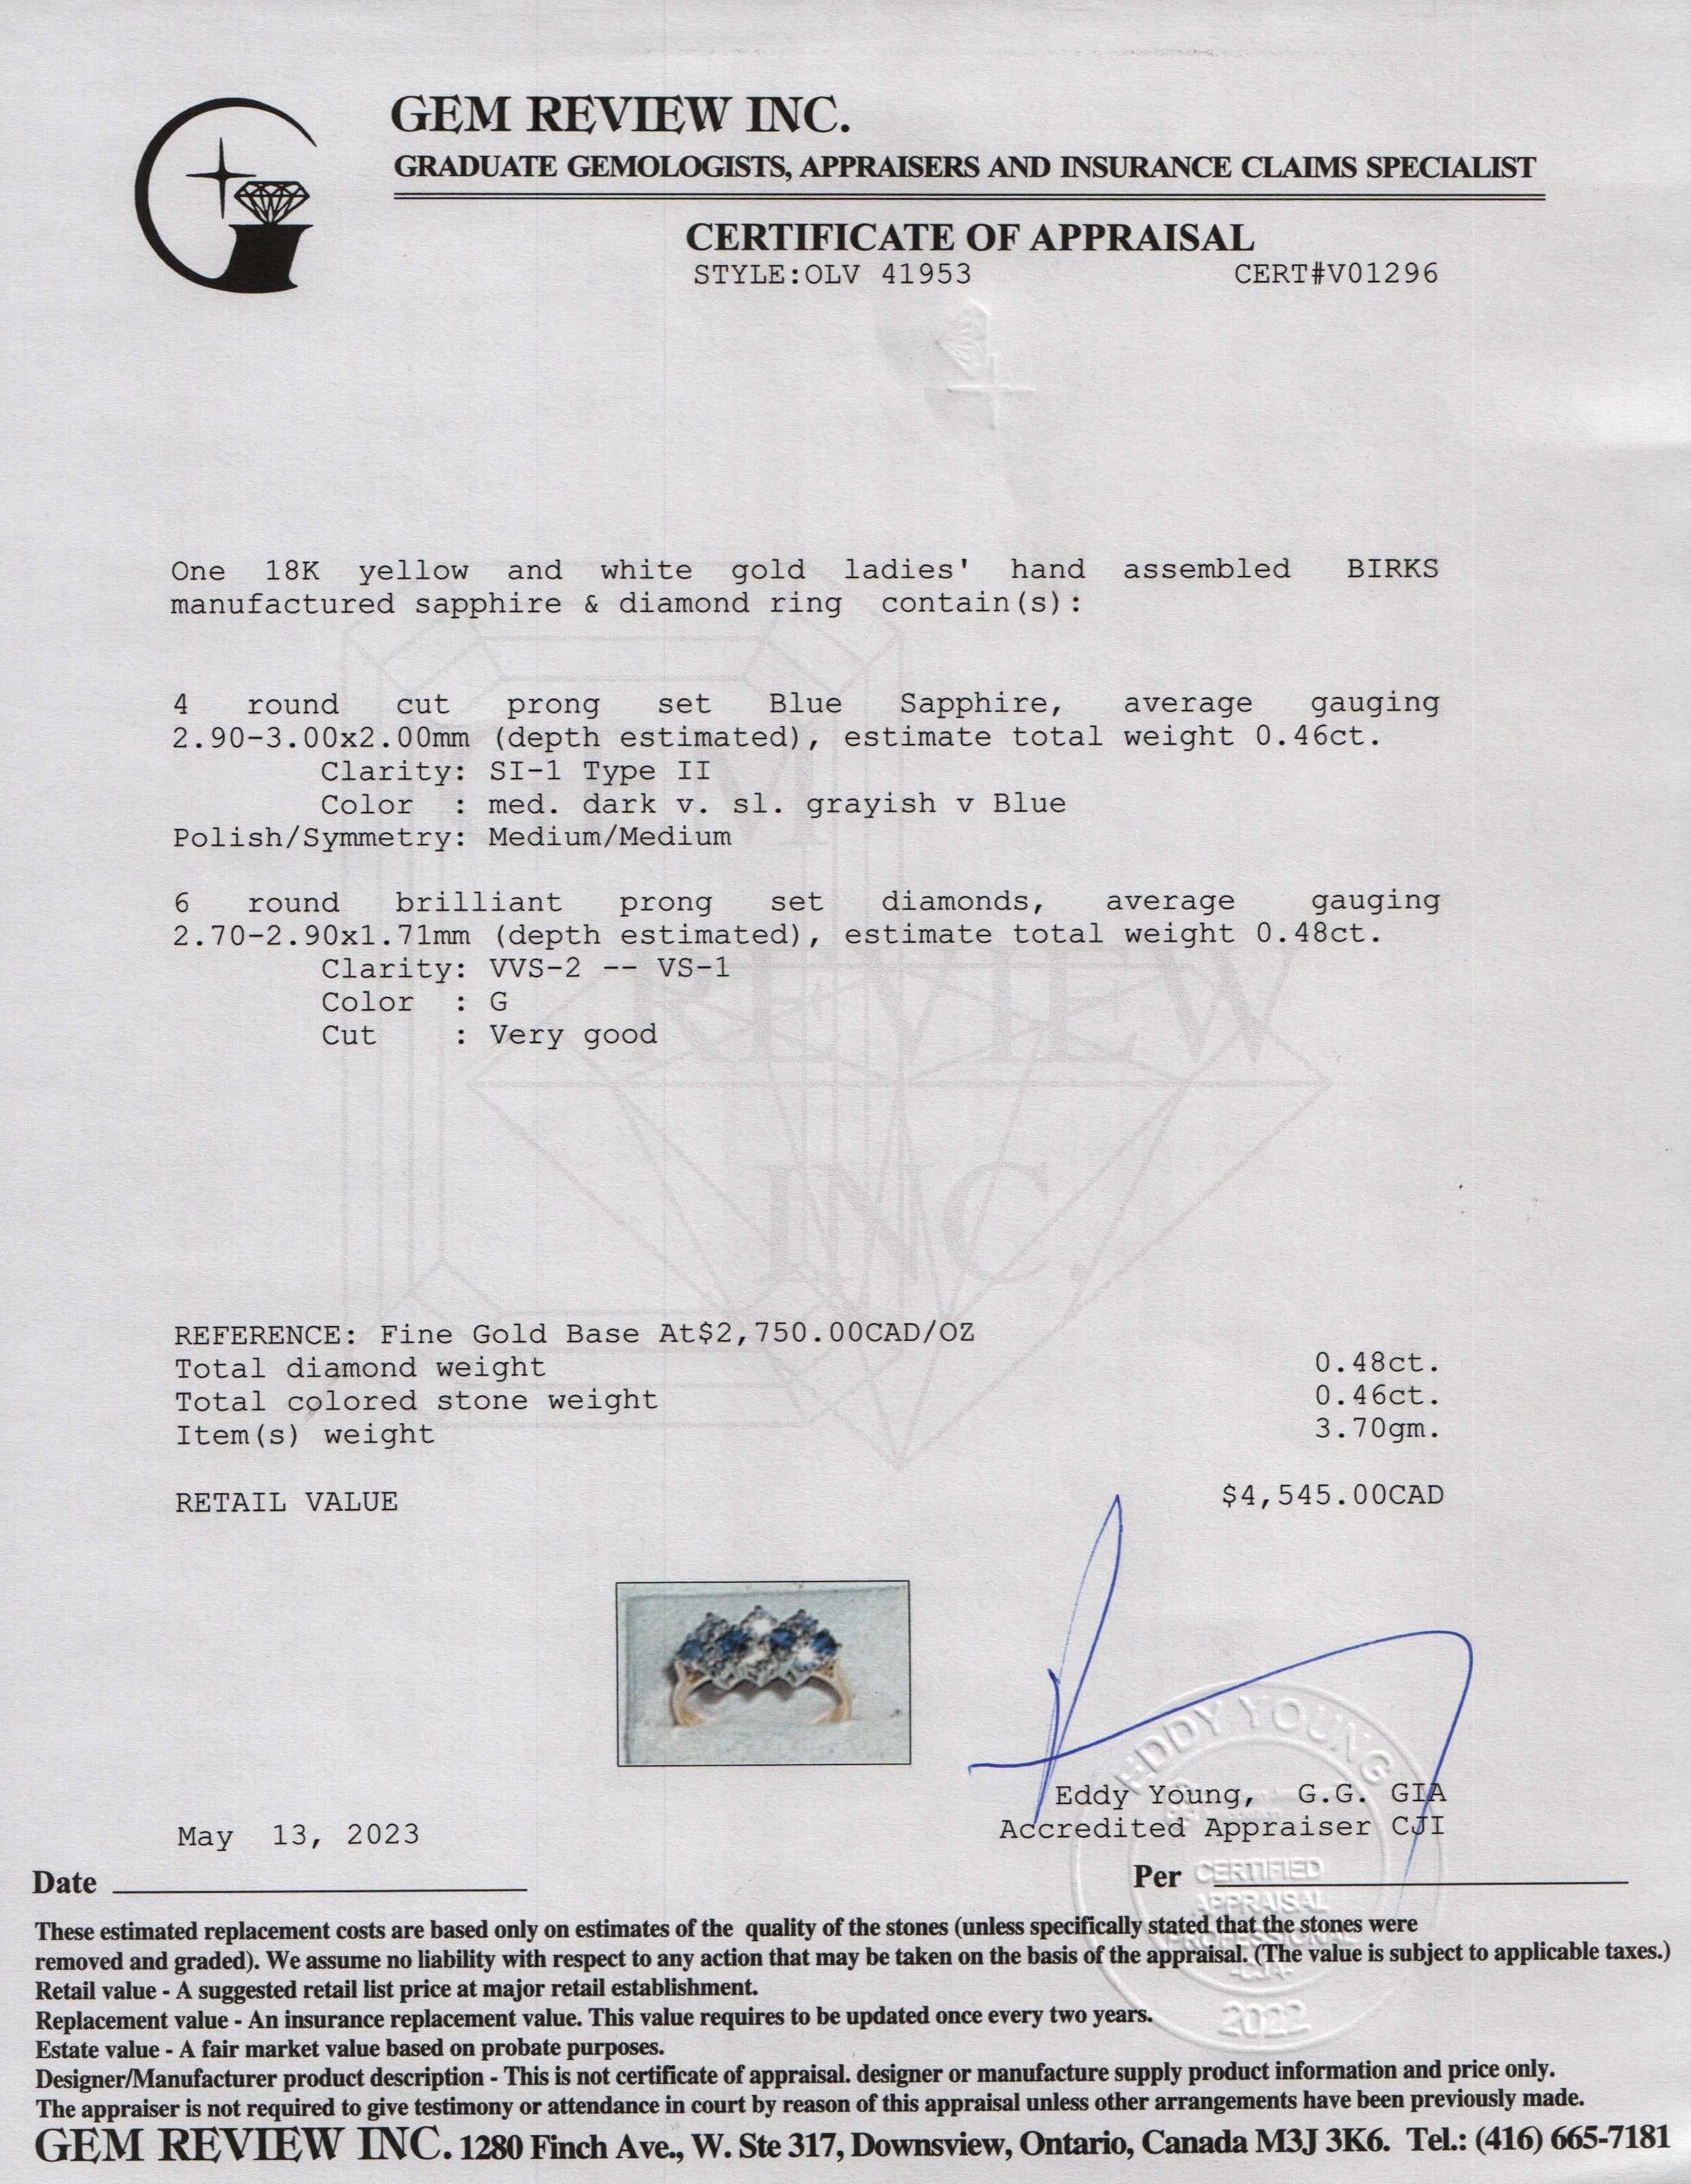 GEM REVIEW INC.
GRADUATE GEMOLOGISTS, APPRAISERS AND INSURANCE CLAIMS SPECIALIST
CERTIFICATE OF APPRAISAL
STYLE:OLV 41953 CERT#V01296
One 18K yellow and white gold ladies' hand assembled BIRKS
manufactured sapphire & diamond ring contain(s):
4 round cut prong set Blue Sapphire, average gauging
2.90-3.00x2.00mm (depth estimated), estimate total weight 0.46ct.
Clarity: SI-1 Type II
Color : med. dark v. sl. grayish v Blue
Polish/Symmetry: Medium/Medium
6 round brilliant prong set diamonds, average gauging
2.70-2.90x1.71mm (depth estimated), estimate total weight 0.48ct.
Clarity: VVS-2 -- VS-1
Color : G
Cut : Very good
GEM
REVIEW
INC.
REFERENCE: Fine Gold Base At$2,750.00CAD/OZ
Total diamond weight 0.48ct.
Total colored stone weight 0.46ct.
Item(s) weight 3.70gm.
RETAIL VALUE $4,545.00CAD
EDDY YOUNG
Eddy Young, G.G. GIA
Accredited Appraiser CJI
May 13, 2023
Date
Per
CERTIFIED
APPRAISAL
PROFESSIONAL
2022
These estimated replacement costs are based only on estimates of the quality of the stones (unless specifically stated that the stones were
removed and graded). We assume no liability with respect to any action that may be taken on the basis of the appraisal. (The value is subject to applicable taxes.)
Retail value - A suggested retail list price at major retail establishment.
Replacement value - An insurance replacement value. This value requires to be updated once every two years.
Estate value - A fair market value based on probate purposes.
Designer/Manufacturer product description - This is not certificate of appraisal. designer or manufacture supply product information and price only.
The appraiser is not required to give testimony or attendance in court by reason of this appraisal unless other arrangements have been previously made.
GEM REVIEW INC. 1280 Finch Ave., W. Ste 317, Downsview, Ontario, Canada M3J 3K6. Tel.: (416) 665-7181